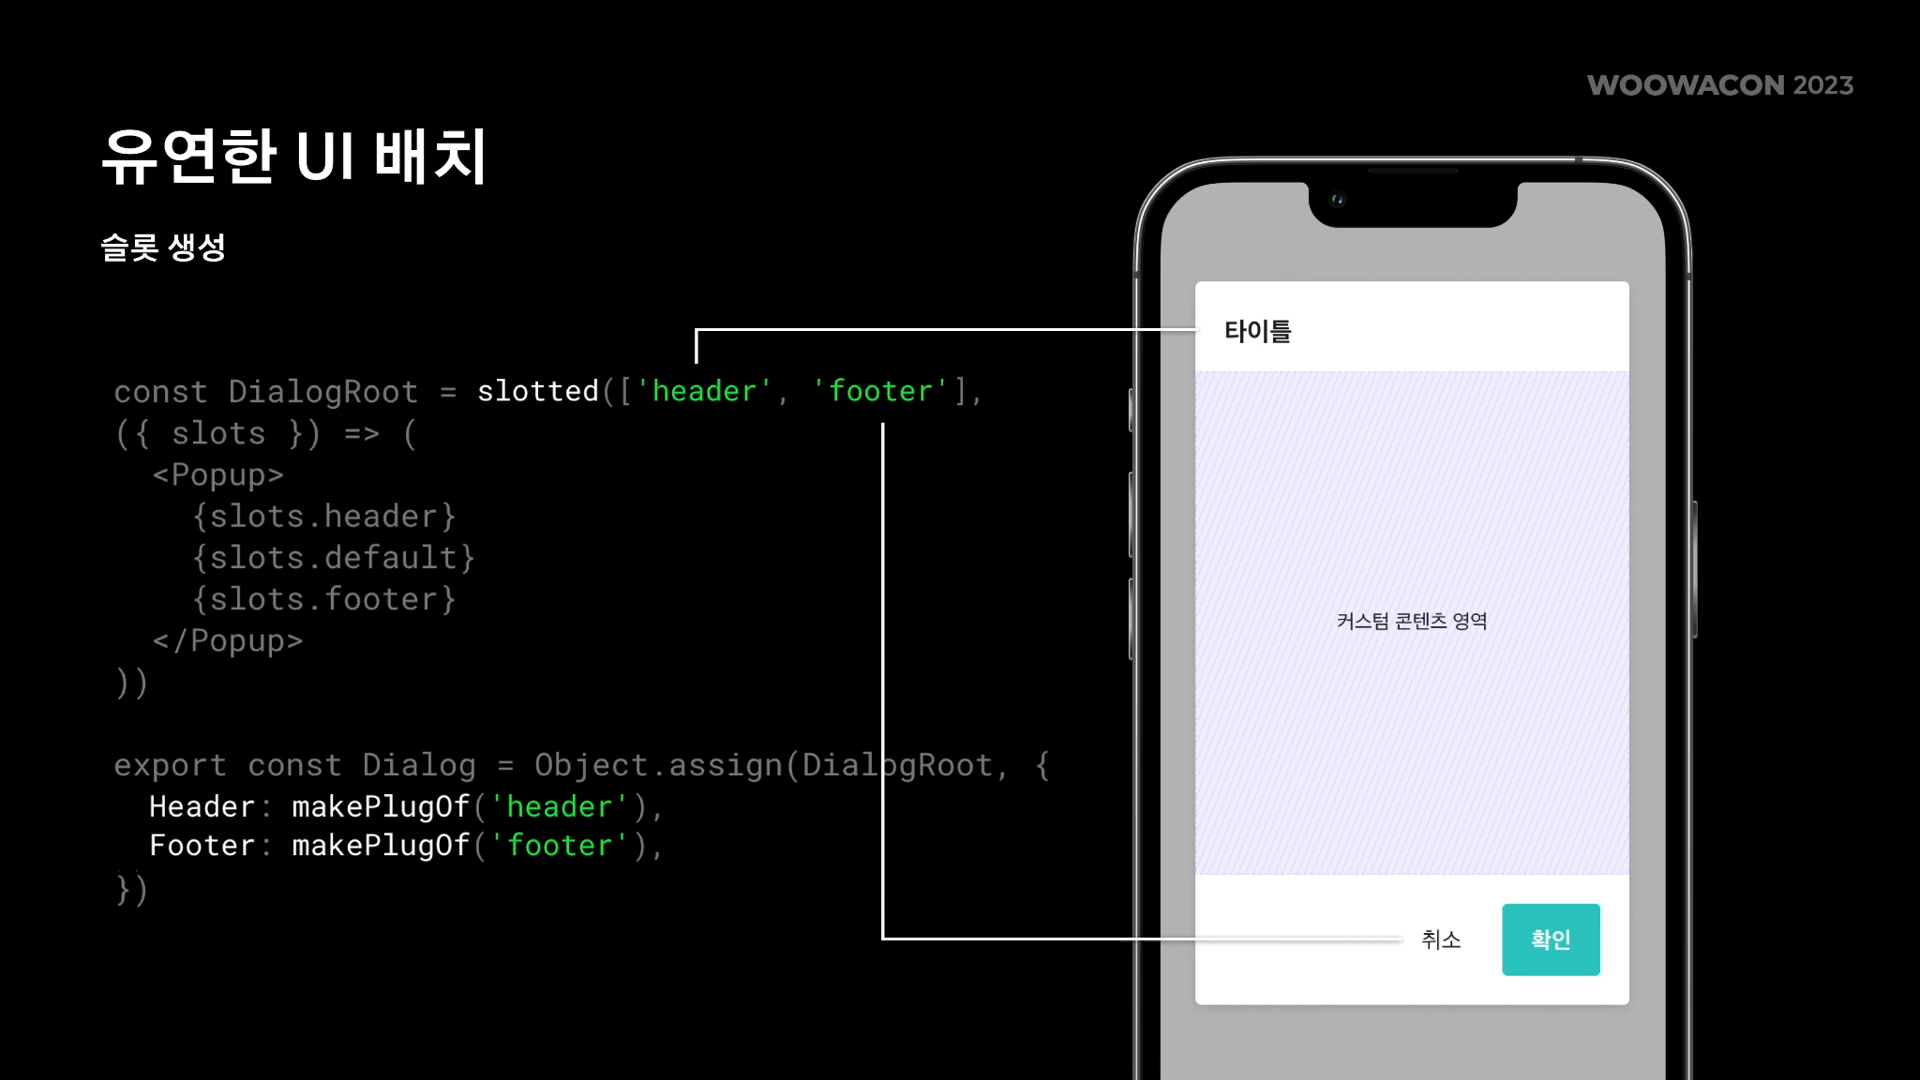 WOOWACON 2023
유연한 UI 배치
슬롯 생성
const DialogRoot = slotted(['header', 'footer'],
({ slots }) => (
  <Popup>
    {slots.header}
    {slots.default}
    {slots.footer}
  </Popup>
))
export const Dialog = Object.assign(DialogRoot, {
  Header: makePlugOf('header'),
  Footer: makePlugOf('footer'),
})
타이틀
커스텀 콘텐츠 영역
취소
확인